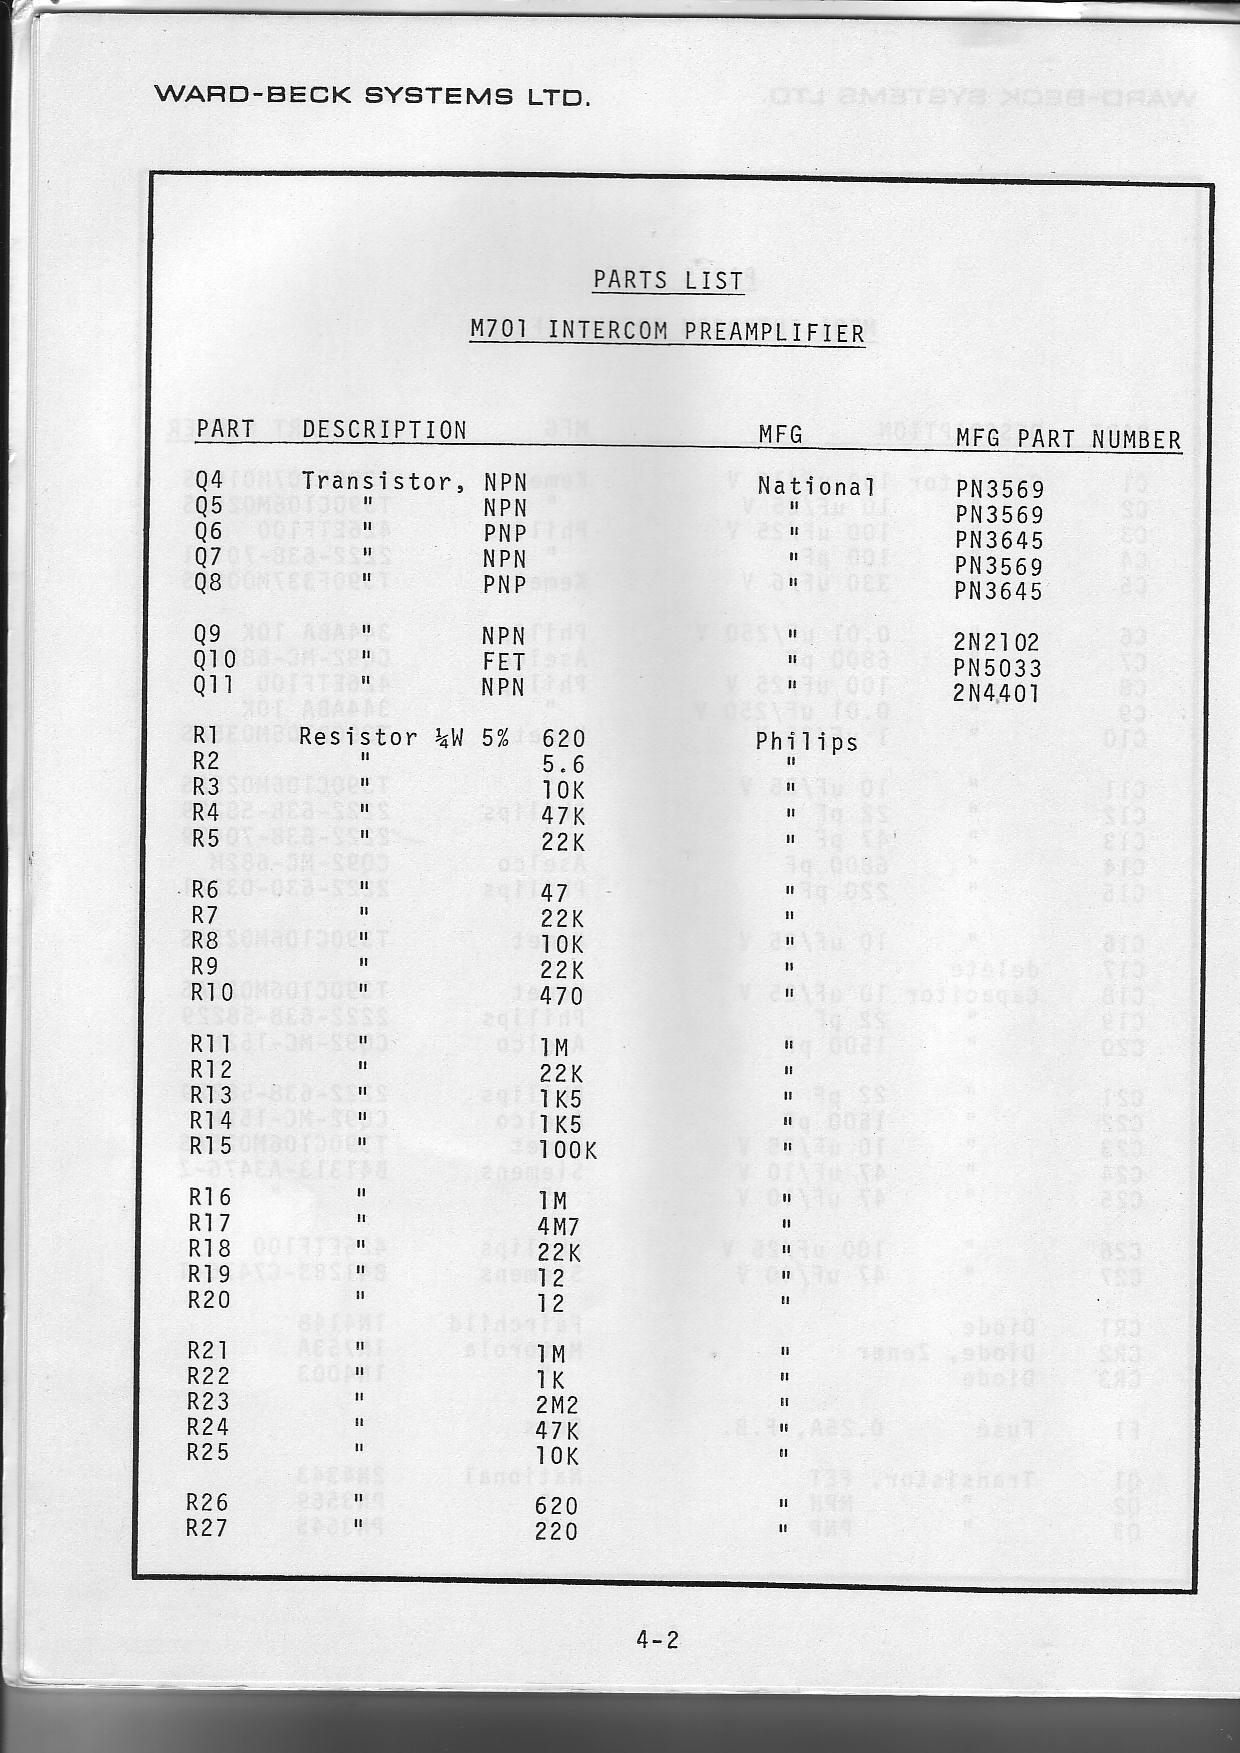 WARD-BECK SYSTEMS LTD.
PARTS LIST
M701 INTERCOM PREAMPLIFIER
PART DESCRIPTION MFG MFG PART NUMBER
Q4 Transistor, NPN National PN3569
Q5 " NPN " PN3569
Q6 " PNP " PN3645
Q7 " NPN " PN3569
Q8 " PNP " PN3645
Q9 " NPN " 2N2102
Q10 " FET " PN5033
Q11 " NPN " 2N4401
R1 Resistor ¼W 5% 620 Philips
R2 " 5.6 "
R3 " 10K "
R4 " 47K "
R5 " 22K "
R6 " 47 "
R7 " 22K "
R8 " 10K "
R9 " 22K "
R10 " 470 "
R11 " 1M "
R12 " 22K "
R13 " 1K5 "
R14 " 1K5 "
R15 " 100K "
R16 " 1M "
R17 " 4M7 "
R18 " 22K "
R19 " 12 "
R20 " 12 "
R21 " 1M "
R22 " 1K "
R23 " 2M2 "
R24 " 47K "
R25 " 10K "
R26 " 620 "
R27 " 220 "
4-2